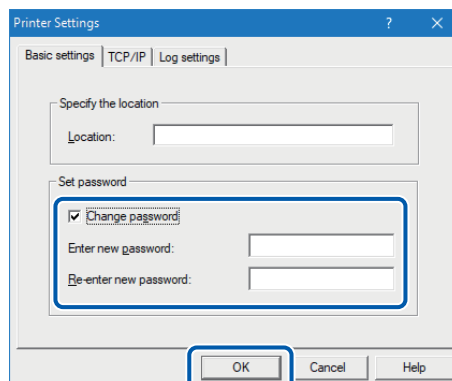 Printer Settings ? ×
Basic settings TCP/IP Log settings
Specify the location
Location:
Set password
Change password
Enter new password:
Re-enter new password:
OK Cancel Help